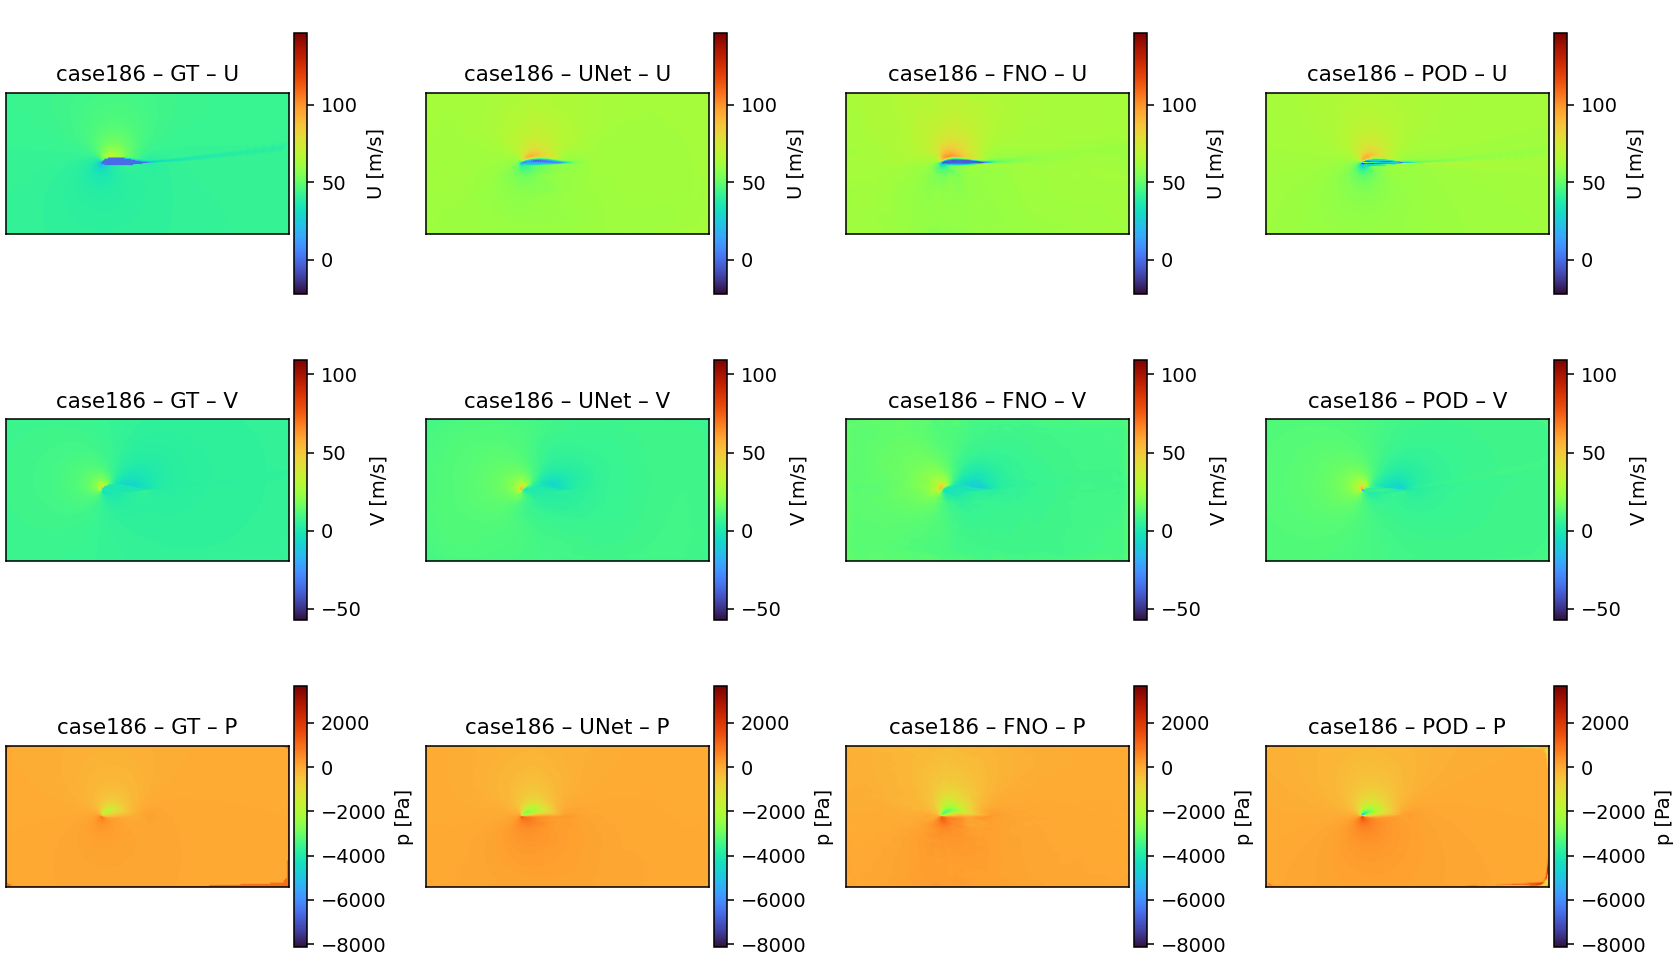 case186 – GT – U
100
50
0
U [m/s]
case186 – UNet – U
100
50
0
U [m/s]
case186 – FNO – U
100
50
0
U [m/s]
case186 – POD – U
100
50
0
U [m/s]
case186 – GT – V
100
50
0
−50
V [m/s]
case186 – UNet – V
100
50
0
−50
V [m/s]
case186 – FNO – V
100
50
0
−50
V [m/s]
case186 – POD – V
100
50
0
−50
V [m/s]
case186 – GT – P
2000
0
−2000
−4000
−6000
−8000
p [Pa]
case186 – UNet – P
2000
0
−2000
−4000
−6000
−8000
p [Pa]
case186 – FNO – P
2000
0
−2000
−4000
−6000
−8000
p [Pa]
case186 – POD – P
2000
0
−2000
−4000
−6000
−8000
p [Pa]